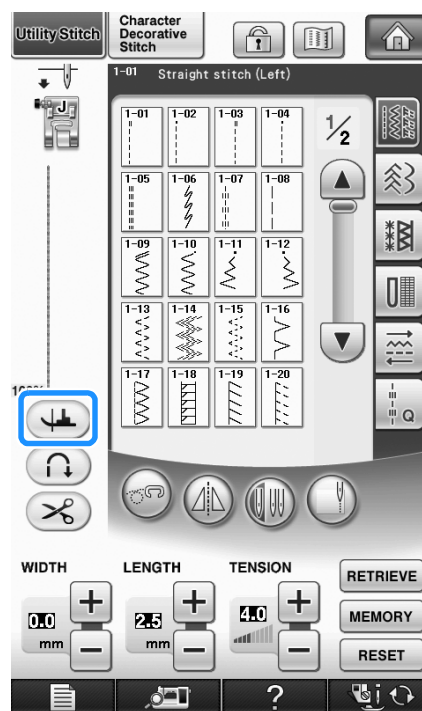 Utility Stitch
Character
Decorative
Stitch
1-01 Straight stitch (Left)
J
1-01 1-02 1-03 1-04
1/2
1-05 1-06 1-07 1-08
1-09 1-10 1-11 1-12
1-13 1-14 1-15 1-16
1-17 1-18 1-19 1-20
Q
WIDTH LENGTH TENSION
0.0 mm
2.5 mm
4.0
RETRIEVE
MEMORY
RESET
?